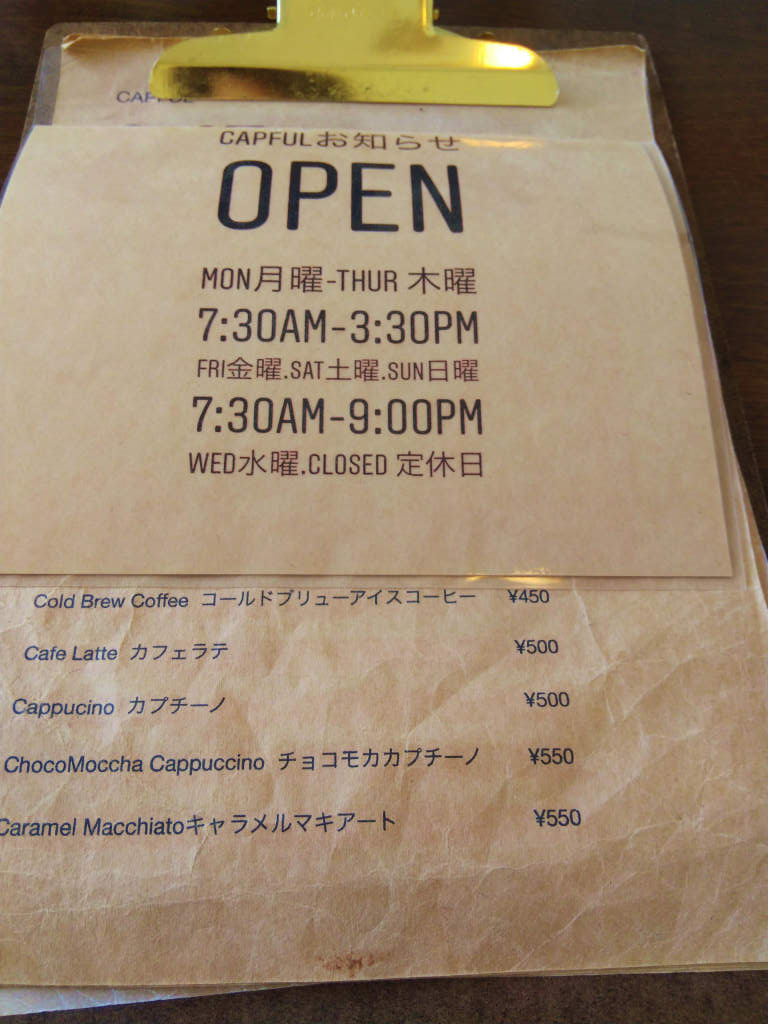 CAPFUL
CAPFULお知らせ
OPEN
MON月曜-THUR 木曜
7:30AM-3:30PM
FRI金曜.SAT土曜.SUN日曜
7:30AM-9:00PM
WED水曜.CLOSED 定休日
Cold Brew Coffee コールドブリューアイスコーヒー ¥450
Cafe Latte カフェラテ ¥500
Cappucino カプチーノ ¥500
ChocoMoccha Cappuccino チョコモカカプチーノ ¥550
Caramel Macchiatoキャラメルマキアート ¥550